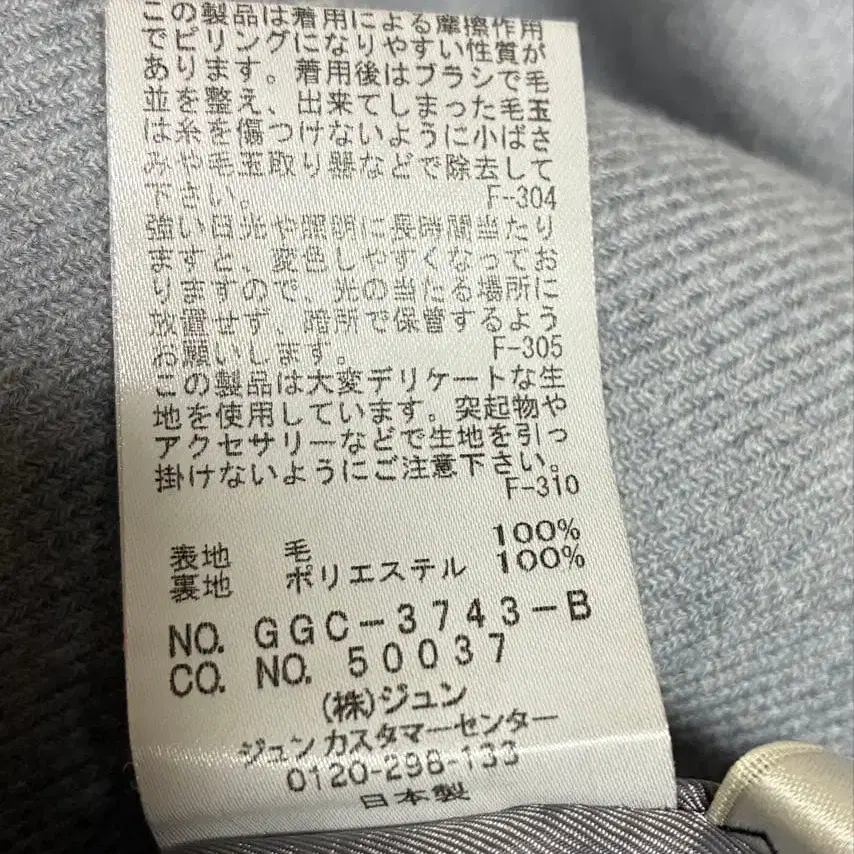 この製品は着用による摩擦作用
でピリングになりやすい性質が
あります。着用後はブラシで毛
並を整え、出来てしまった毛玉
は糸を傷つけないように小ばさ
みや毛玉取り器などで除去して
下さい。 F-304
強い日光や照明に長時間当たり
ますと、変色しやすくなってお
りますので、光の当たる場所に
放置せず、暗所で保管するよう
お願いします。 F-305
この製品は大変デリケートな生
地を使用しています。突起物や
アクセサリーなどで生地を引っ
掛けないようにご注意下さい。
F-310
表地 毛 100%
裏地 ポリエステル 100%
NO. GGC-3743-B
CO. NO. 50037
(株)ジュン
ジュンカスタマーセンター
0120-298-133
日本製